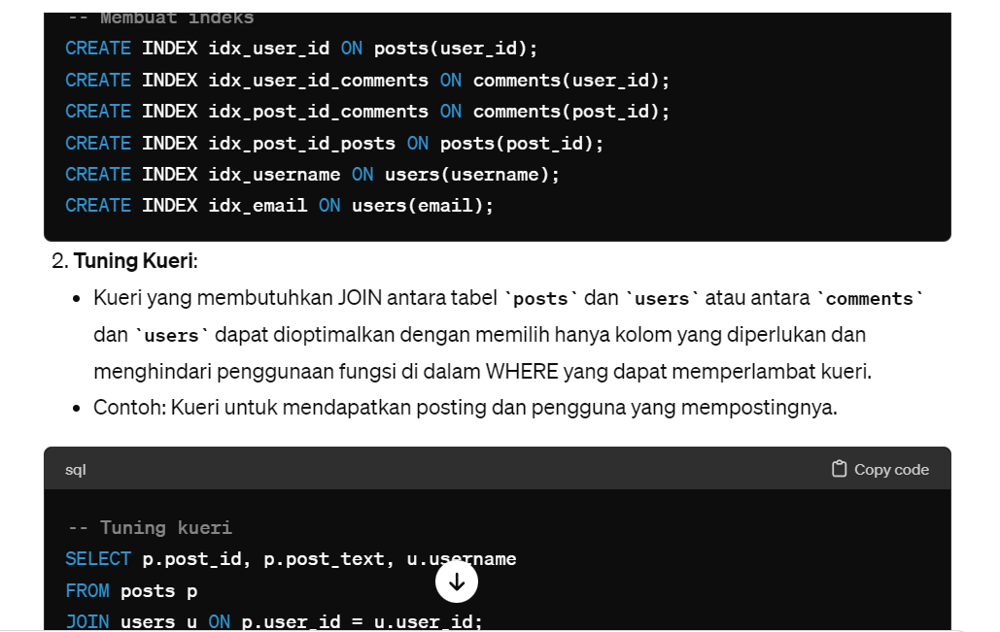 -- Membuat indeks
CREATE INDEX idx_user_id ON posts(user_id);
CREATE INDEX idx_user_id_comments ON comments(user_id);
CREATE INDEX idx_post_id_comments ON comments(post_id);
CREATE INDEX idx_post_id_posts ON posts(post_id);
CREATE INDEX idx_username ON users(username);
CREATE INDEX idx_email ON users(email);
2. Tuning Kueri:
• Kueri yang membutuhkan JOIN antara tabel `posts` dan `users` atau antara `comments`
dan `users` dapat dioptimalkan dengan memilih hanya kolom yang diperlukan dan
menghindari penggunaan fungsi di dalam WHERE yang dapat memperlambat kueri.
• Contoh: Kueri untuk mendapatkan posting dan pengguna yang mempostingnya.
sql Copy code
-- Tuning kueri
SELECT p.post_id, p.post_text, u.username
FROM posts p
JOIN users u ON p.user_id = u.user_id;